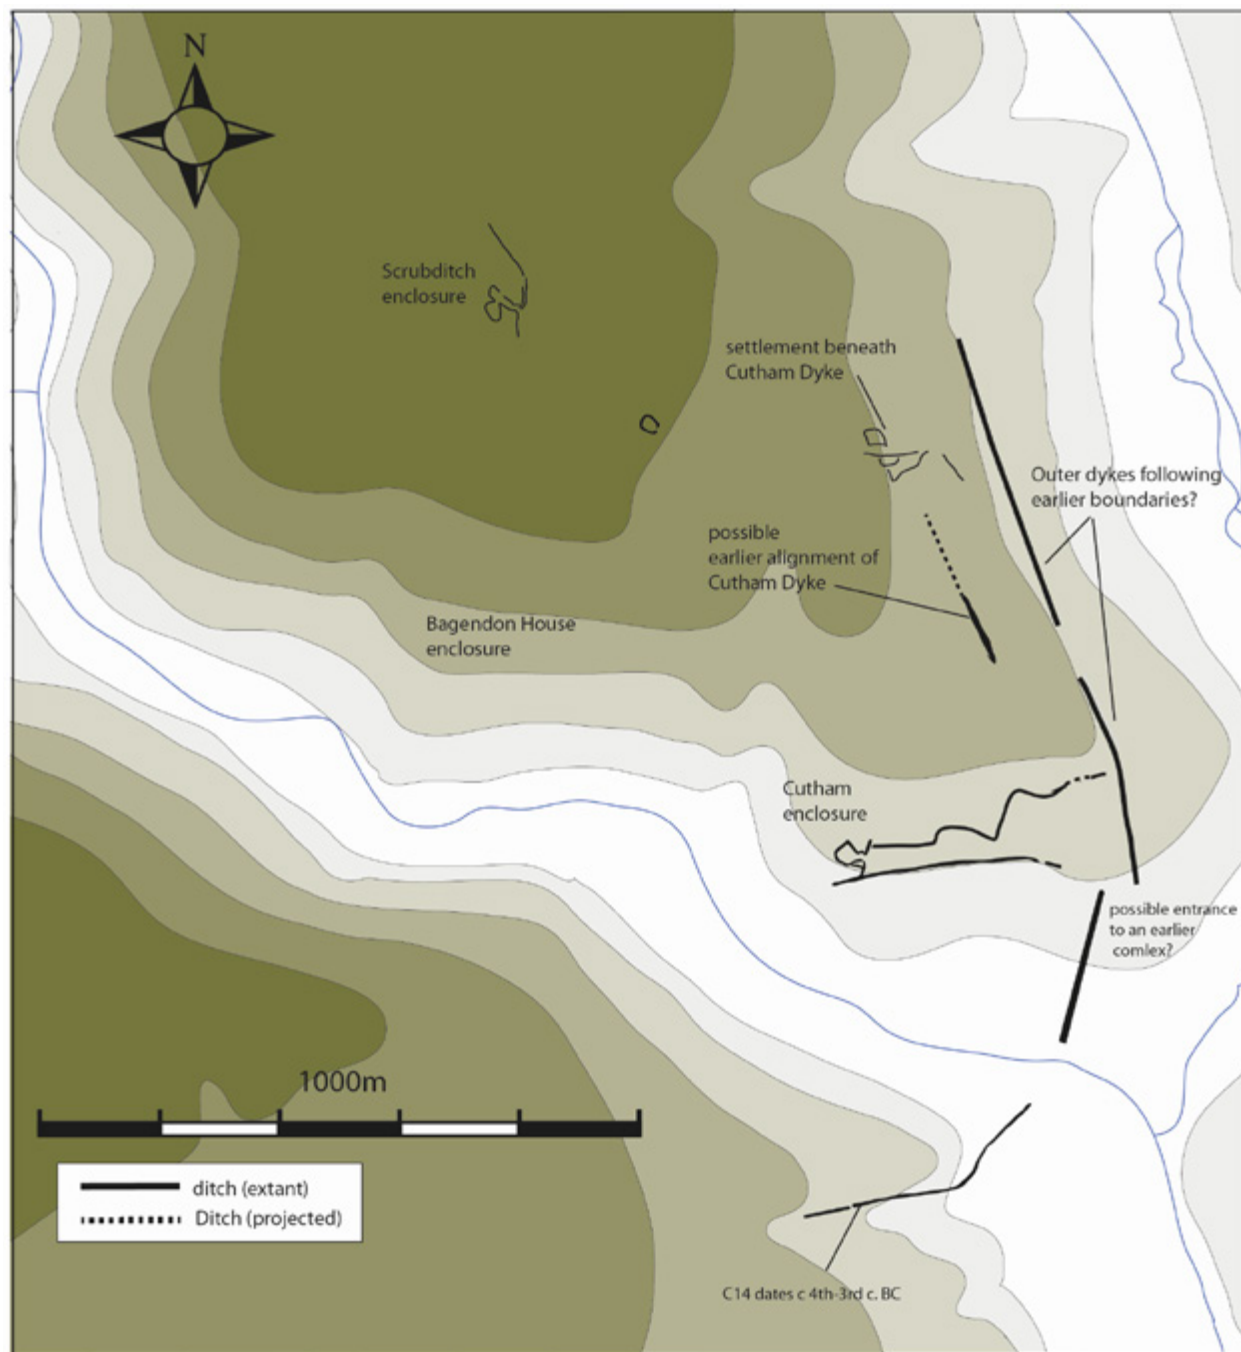 N
Scrubditch
enclosure
settlement beneath
Cutham Dyke
Outer dykes following
earlier boundaries?
possible
earlier alignment of
Cutham Dyke
Bagendon House
enclosure
Cutham
enclosure
possible entrance
to an earlier
comlex?
1000m
ditch (extant)
Ditch (projected)
C14 dates c 4th-3rd c. BC